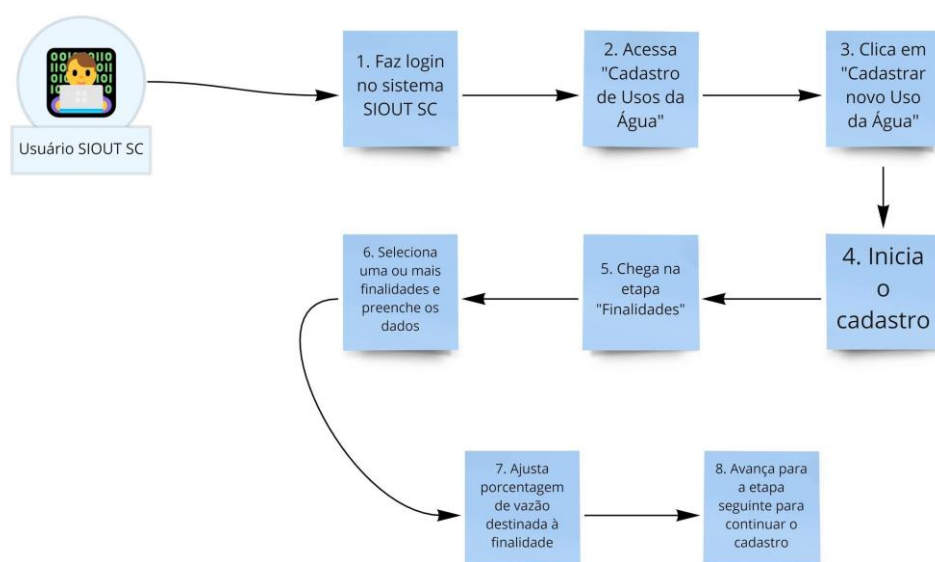 Usuário SIOUT SC
1. Faz login
no sistema
SIOUT SC
2. Acessa
"Cadastro
de Usos da
Água"
3. Clica em
"Cadastrar
novo Uso
da Água"
4. Inicia
o
cadastro
5. Chega na
etapa
"Finalidades"
6. Seleciona
uma ou mais
finalidades e
preenche os
dados
7. Ajusta
porcentagem
de vazão
destinada à
finalidade
8. Avança para
a etapa
seguinte para
continuar o
cadastro